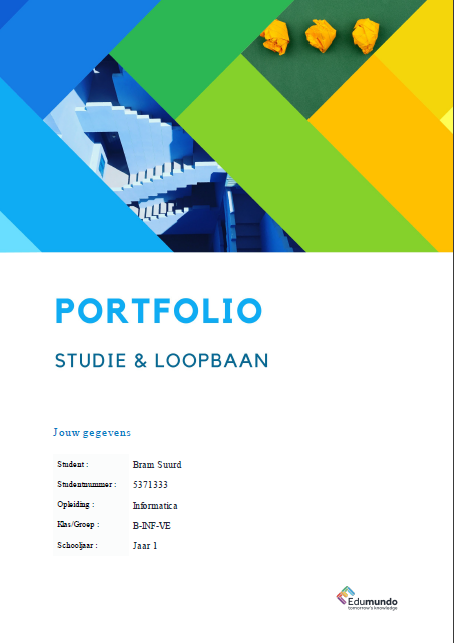 PORTFOLIO
STUDIE & LOOPBAAN
Jouw gegevens
Student : Bram Suurd
Studentnummer : 5371333
Opleiding : Informatica
Klas/Groep : B-INF-VE
Schooljaar : Jaar 1
Edumundo
tomorrow's knowledge